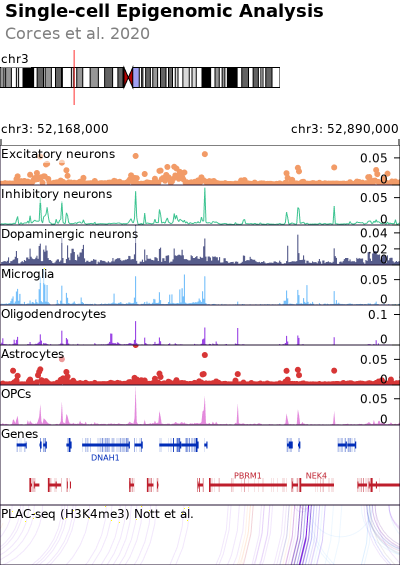 Single-cell Epigenomic Analysis
Corces et al. 2020
chr3
chr3: 52,168,000 chr3: 52,890,000
Excitatory neurons 0.05
0
Inhibitory neurons 0.05
0
Dopaminergic neurons 0.04
0.02
0
Microglia 0.05
0
Oligodendrocytes 0.1
0
Astrocytes 0.05
0
OPCs 0.05
0
Genes
DNAH1
PBRM1 NEK4
PLAC-seq (H3K4me3) Nott et al.